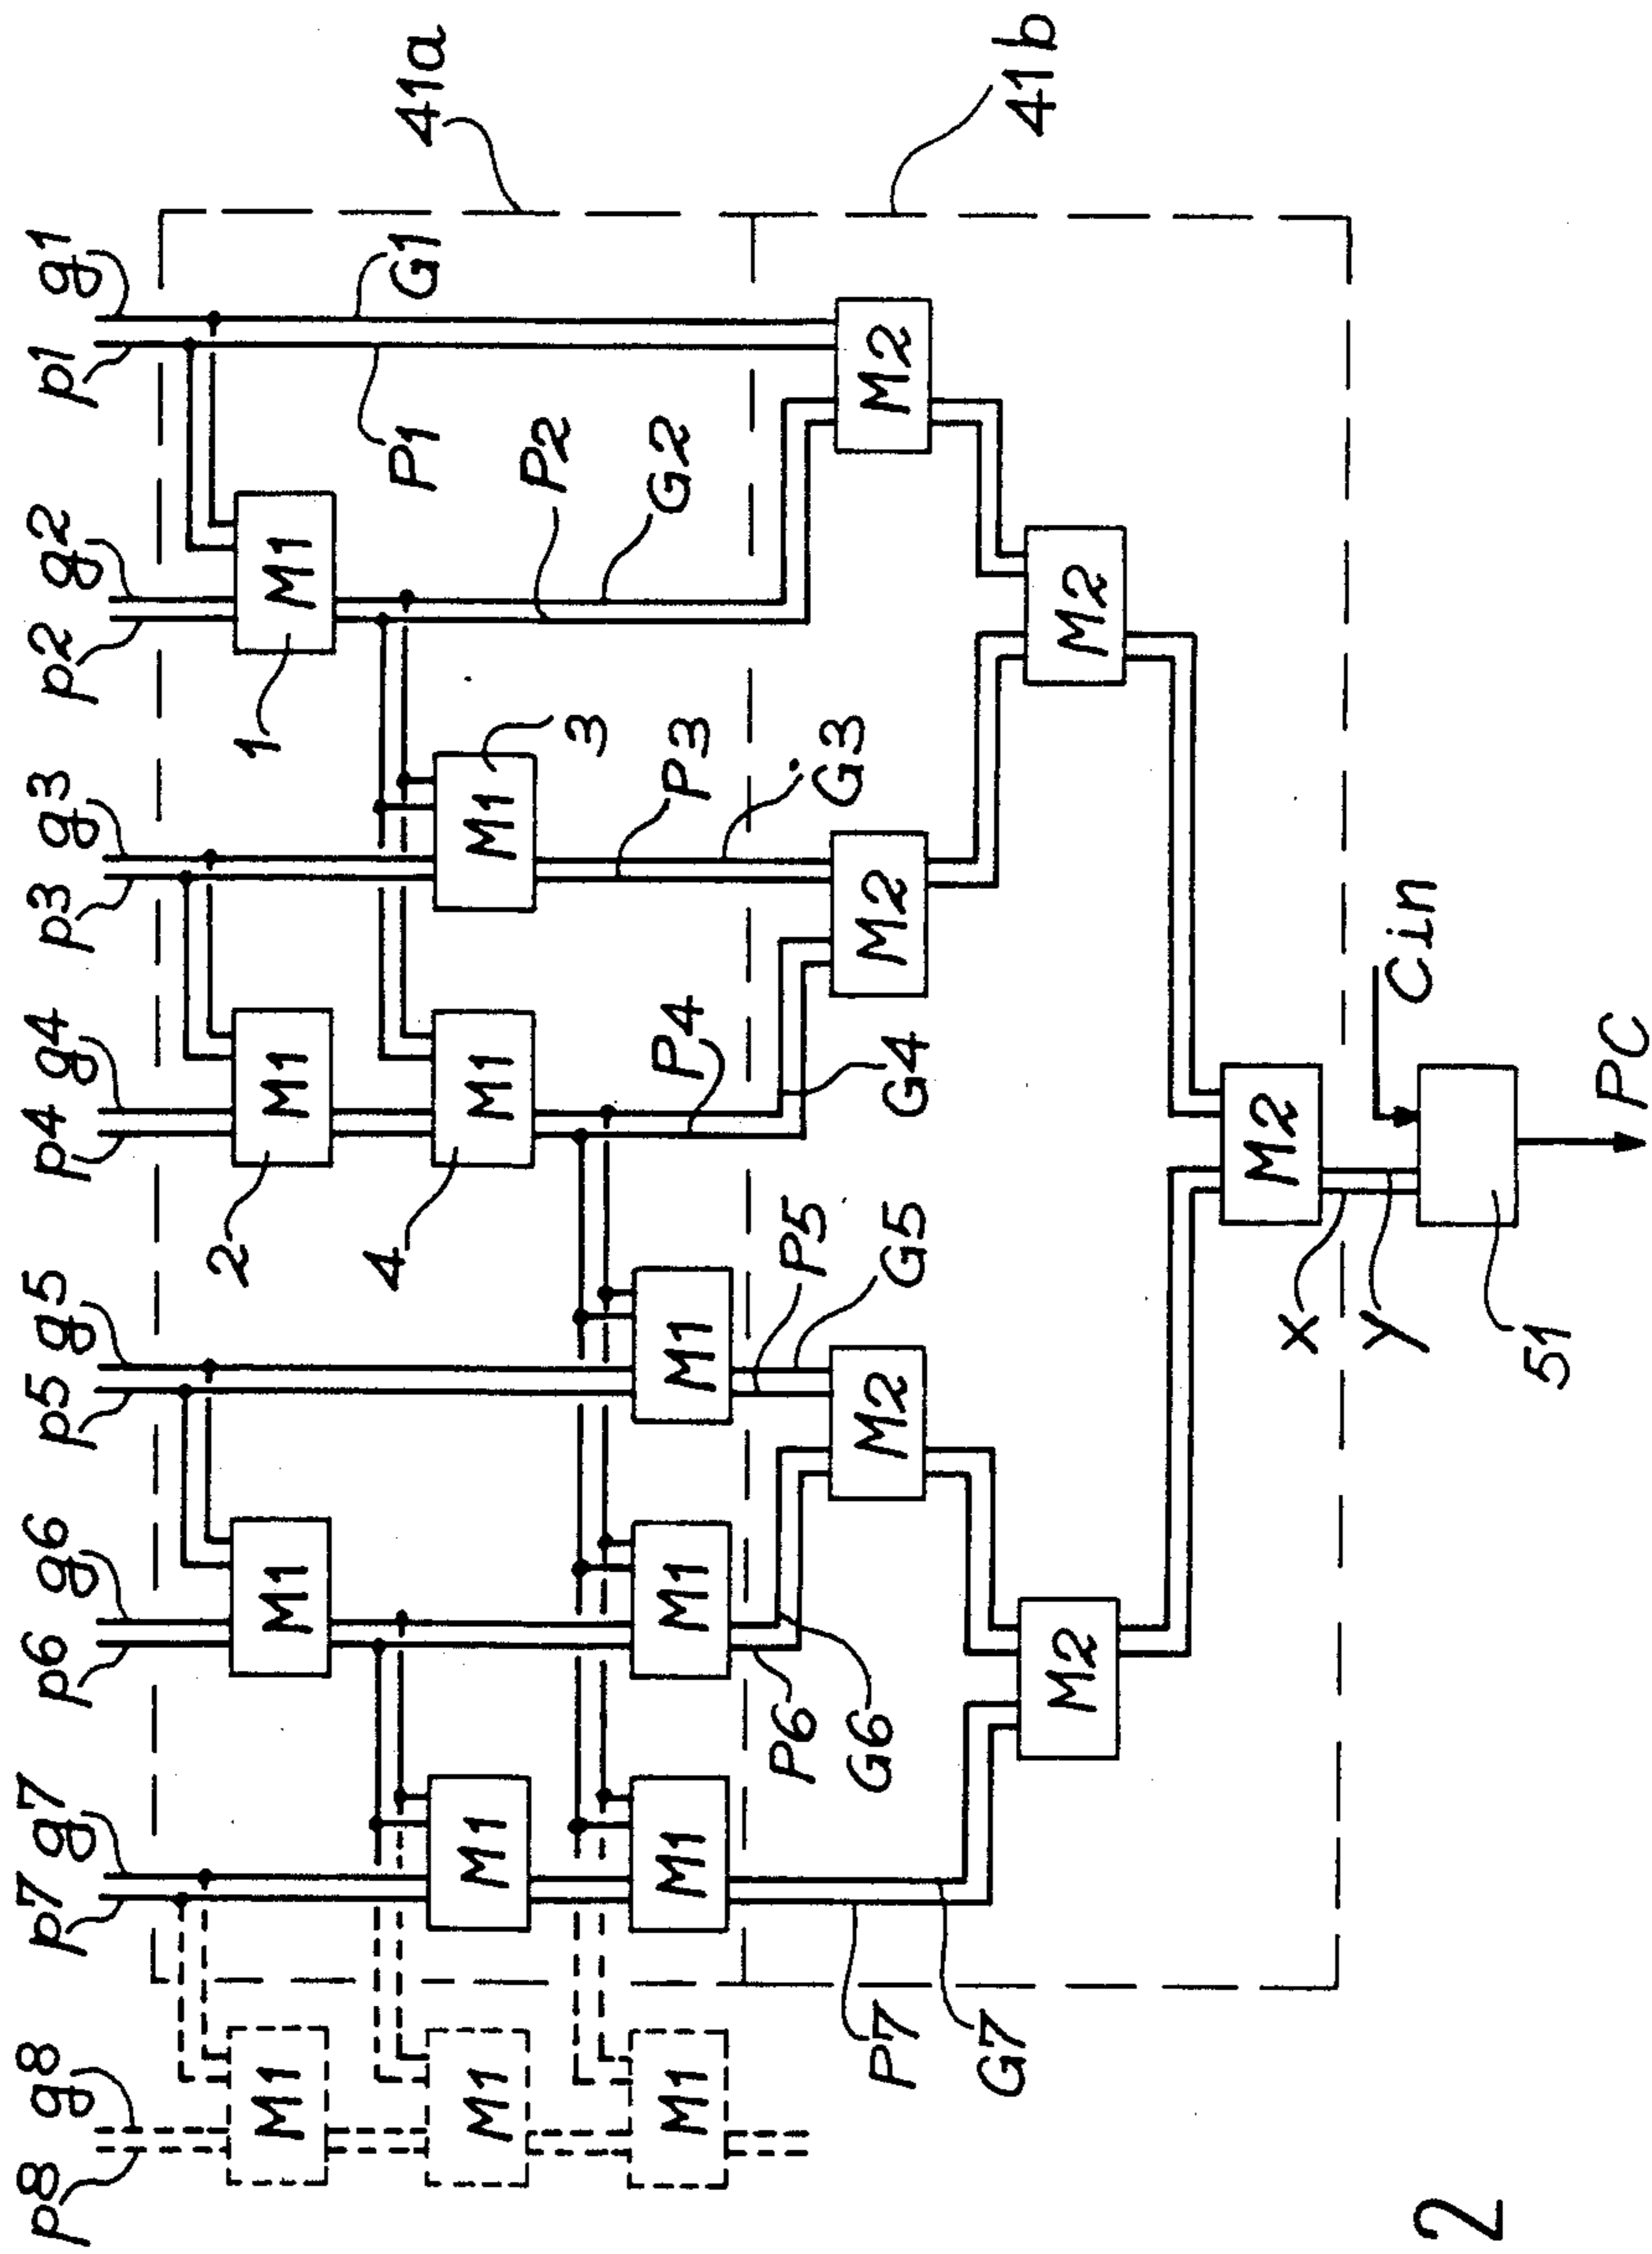 p8 g8 p7 g7 p6 g6 p5 g5 p4 g4 p3 g3 p2 g2 p1 g1
M1 M1 M1 M1
2 1 G1 41a
P1
M1 M1 M1 M1
4 3 P2
G2
M1 M1 M1 M1
P3
P4
P6 P5 G3
P7 G6 G5 G4
M2 M2 M2
41b
G7
M2 M2
M2
X
Y Cin
51
PC
2